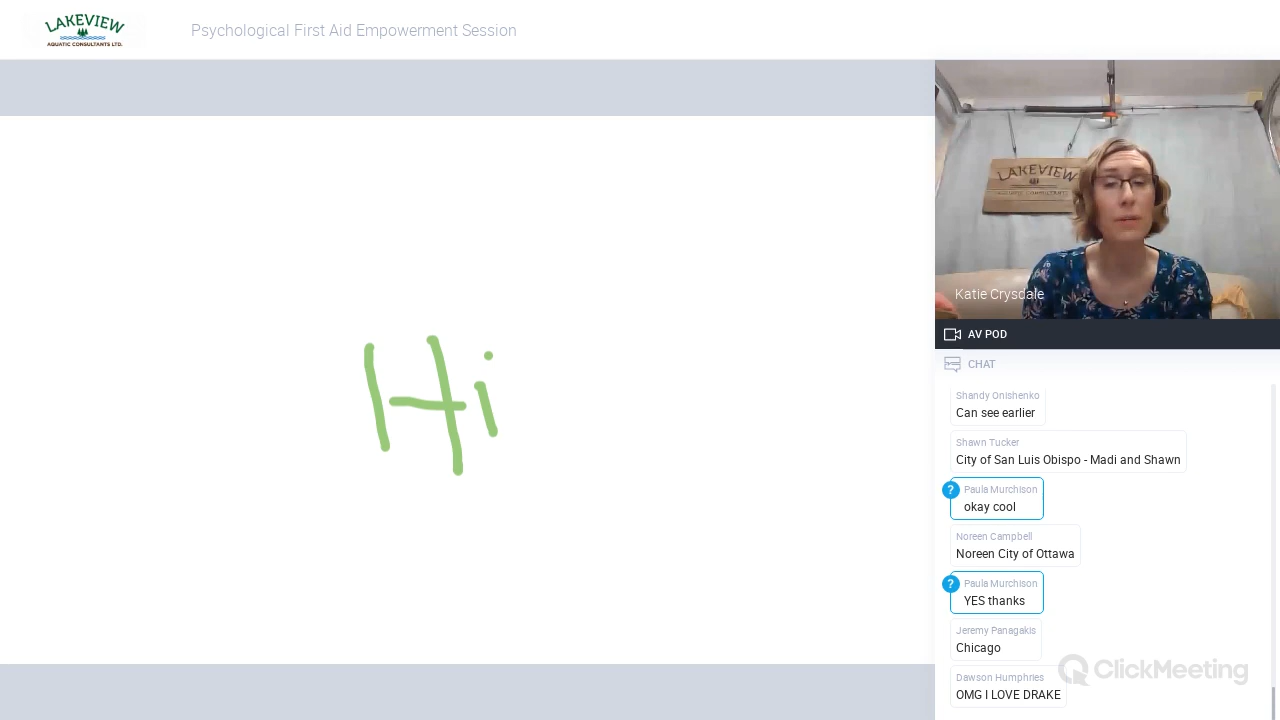 LAKEVIEW
AQUATIC CONSULTANTS LTD.
Psychological First Aid Empowerment Session
Hi
LAKEVIEW
Katie Crysdale
AV POD
CHAT
Shandy Onishenko
Can see earlier
Shawn Tucker
City of San Luis Obispo - Madi and Shawn
?
Paula Murchison
okay cool
Noreen Campbell
Noreen City of Ottawa
?
Paula Murchison
YES thanks
Jeremy Panagakis
Chicago
Dawson Humphries
OMG I LOVE DRAKE
ClickMeeting